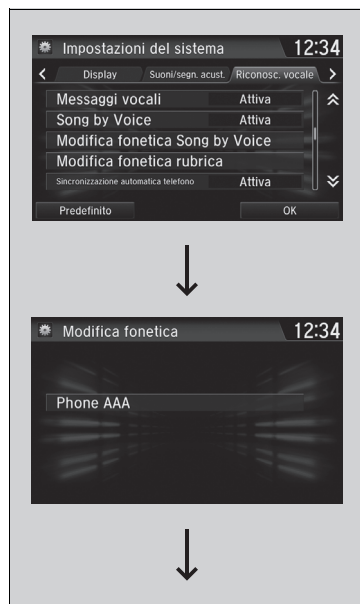 Impostazioni del sistema 12:34
Display Suoni/segn. acust. Riconosc. vocale
Messaggi vocali Attiva
Song by Voice Attiva
Modifica fonetica Song by Voice
Modifica fonetica rubrica
Sincronizzazione automatica telefono Attiva
Predefinito OK
Modifica fonetica 12:34
Phone AAA